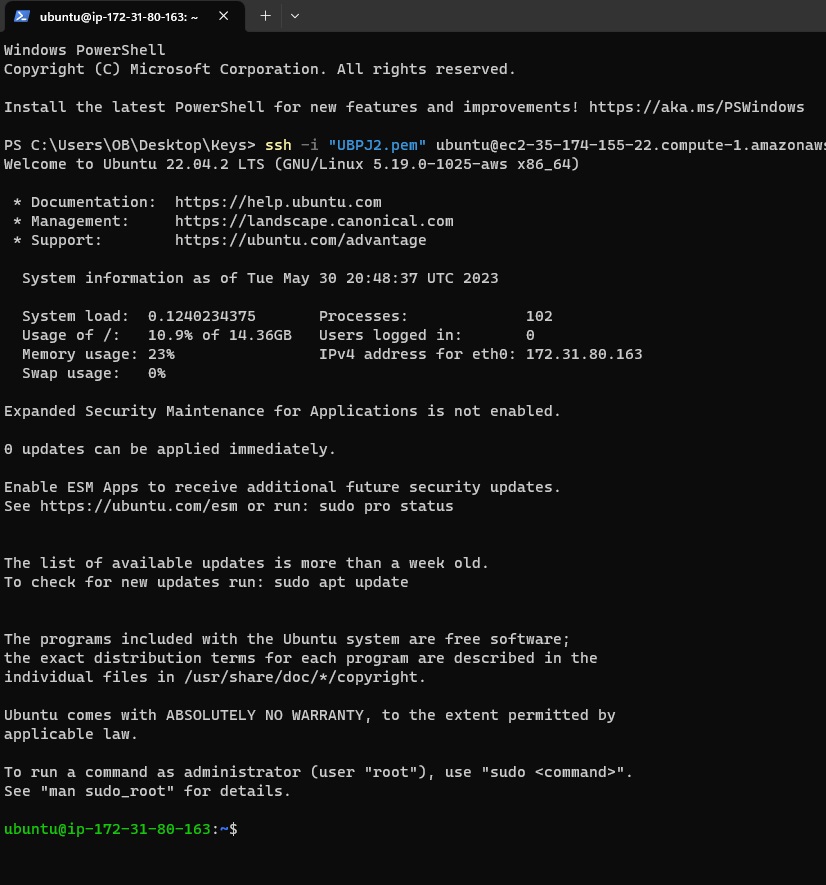 ubuntu@ip-172-31-80-163: ~
Windows PowerShell
Copyright (C) Microsoft Corporation. All rights reserved.
Install the latest PowerShell for new features and improvements! https://aka.ms/PSWindows
PS C:\Users\OB\Desktop\Keys> ssh -i "UBPJ2.pem" ubuntu@ec2-35-174-155-22.compute-1.amazonaws
Welcome to Ubuntu 22.04.2 LTS (GNU/Linux 5.19.0-1025-aws x86_64)
* Documentation:  https://help.ubuntu.com
* Management:     https://landscape.canonical.com
* Support:        https://ubuntu.com/advantage
System information as of Tue May 30 20:48:37 UTC 2023
System load:  0.1240234375       Processes:             102
Usage of /:   10.9% of 14.36GB   Users logged in:       0
Memory usage: 23%                IPv4 address for eth0: 172.31.80.163
Swap usage:   0%
Expanded Security Maintenance for Applications is not enabled.
0 updates can be applied immediately.
Enable ESM Apps to receive additional future security updates.
See https://ubuntu.com/esm or run: sudo pro status
The list of available updates is more than a week old.
To check for new updates run: sudo apt update
The programs included with the Ubuntu system are free software;
the exact distribution terms for each program are described in the
individual files in /usr/share/doc/*/copyright.
Ubuntu comes with ABSOLUTELY NO WARRANTY, to the extent permitted by
applicable law.
To run a command as administrator (user "root"), use "sudo <command>".
See "man sudo_root" for details.
ubuntu@ip-172-31-80-163:~$